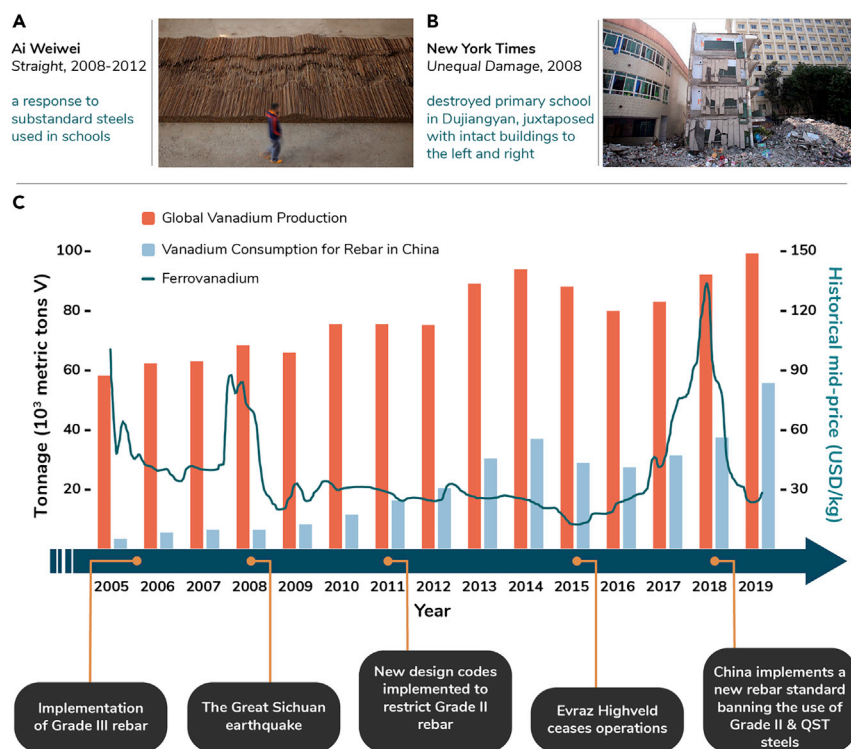 A
Ai Weiwei
Straight, 2008-2012
a response to
substandard steels
used in schools
B
New York Times
Unequal Damage, 2008
destroyed primary school
in Dujiangyan, juxtaposed
with intact buildings to
the left and right
C
Global Vanadium Production
Vanadium Consumption for Rebar in China
Ferrovanadium
Tonnage (10³ metric tons V)
100
80
60
40
20
150
120
90
60
30
Historical mid-price (USD/kg)
2005 2006 2007 2008 2009 2010 2011 2012 2013 2014 2015 2016 2017 2018 2019
Year
Implementation
of Grade III rebar
The Great Sichuan
earthquake
New design codes
implemented to
restrict Grade II
rebar
Evraz Highveld
ceases operations
China implements a
new rebar standard
banning the use of
Grade II & QST
steels